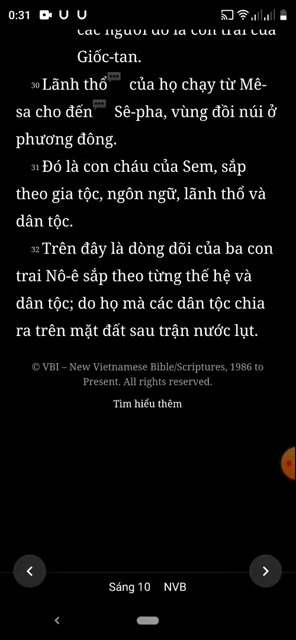 0:31
các người đó là con trai của
Giốc-tan.
30 Lãnh thổ của họ chạy từ Mê-
sa cho đến Sê-pha, vùng đồi núi ở
phương đông.
31 Đó là con cháu của Sem, sắp
theo gia tộc, ngôn ngữ, lãnh thổ và
dân tộc.
32 Trên đây là dòng dõi của ba con
trai Nô-ê sắp theo từng thế hệ và
dân tộc; do họ mà các dân tộc chia
ra trên mặt đất sau trận nước lụt.
© VBI – New Vietnamese Bible/Scriptures, 1986 to
Present. All rights reserved.
Tìm hiểu thêm
Sáng 10 NVB